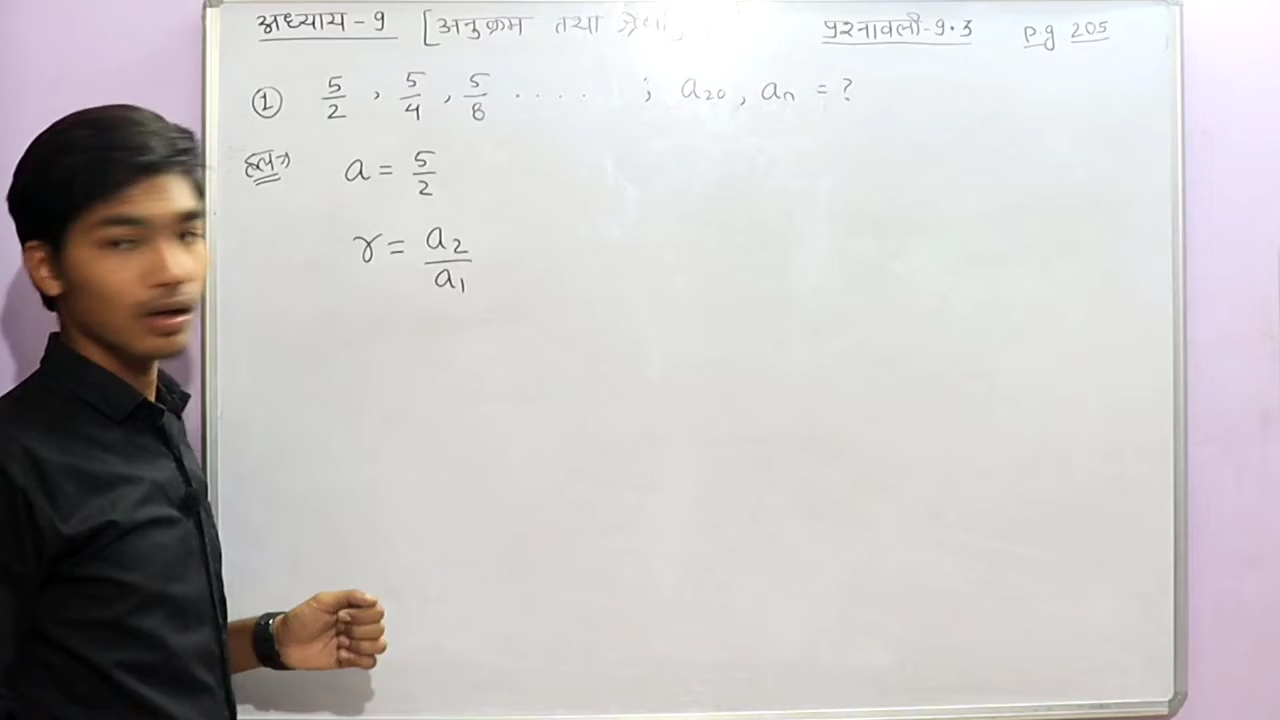 अध्याय - 9 [अनुक्रम तथा प्रश्नावली-9.3 P.g 205
① 5/2 , 5/4 , 5/8 .... ; a₂₀ , aₙ = ?
हल→ a = 5/2
r = a₂/a₁